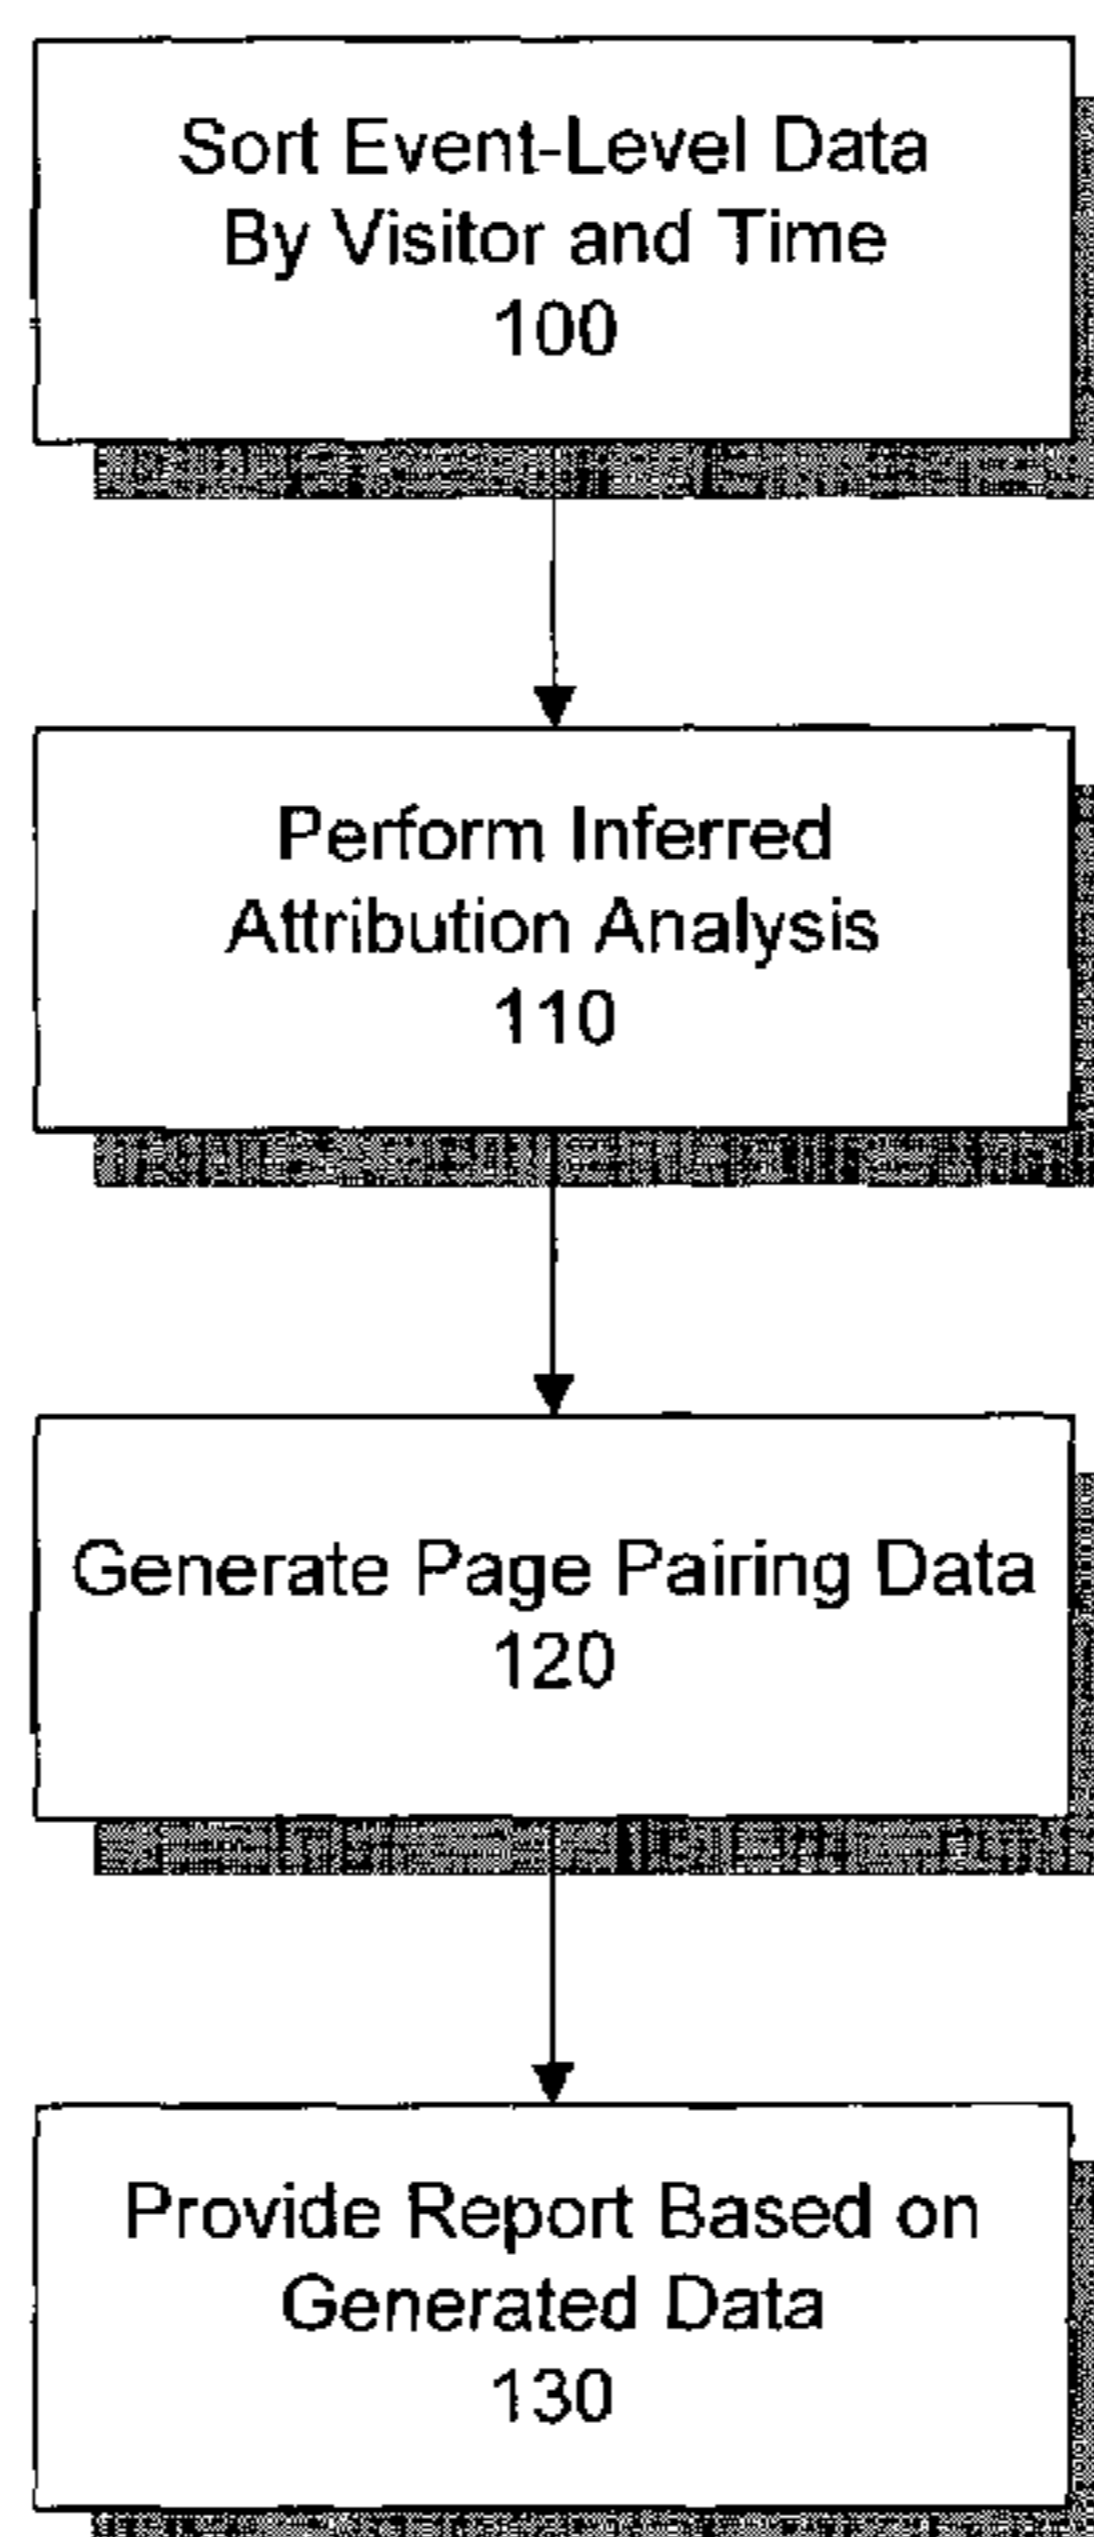 Sort Event-Level Data
By Visitor and Time
100
Perform Inferred
Attribution Analysis
110
Generate Page Pairing Data
120
Provide Report Based on
Generated Data
130